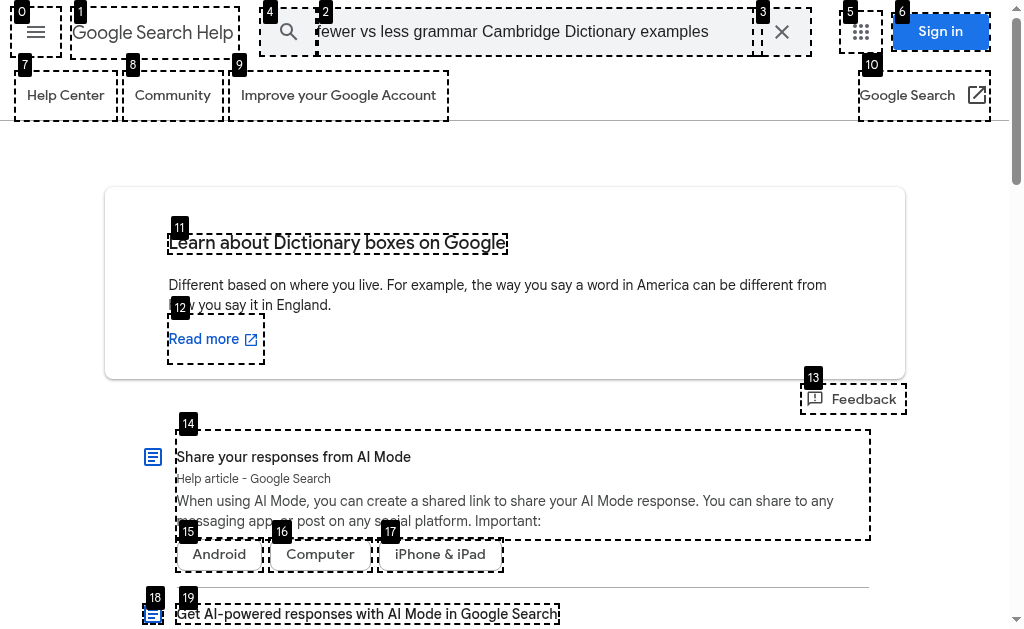 0
1
4
2
3
5
6
Google Search Help
fewer vs less grammar Cambridge Dictionary examples
Sign in
7
8
9
10
Help Center
Community
Improve your Google Account
Google Search
11
Learn about Dictionary boxes on Google
Different based on where you live. For example, the way you say a word in America can be different from
12
you say it in England.
Read more
13
Feedback
14
Share your responses from AI Mode
Help article - Google Search
When using AI Mode, you can create a shared link to share your AI Mode response. You can share to any
messaging app, or post on any social platform. Important:
15
16
17
Android
Computer
iPhone & iPad
18
19
Get AI-powered responses with AI Mode in Google Search